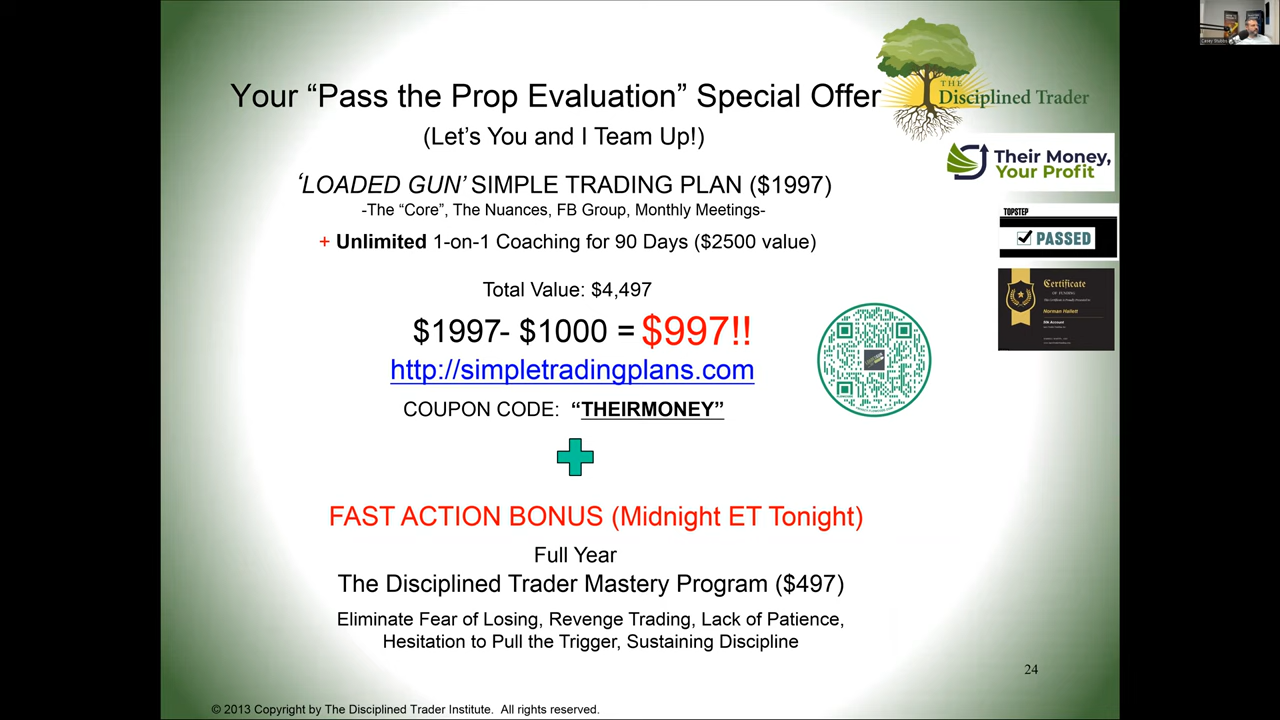 Casey Stubbs
Your “Pass the Prop Evaluation” Special Offer
(Let’s You and I Team Up!)
THE
Disciplined Trader
Their Money,
Your Profit
‘LOADED GUN’ SIMPLE TRADING PLAN ($1997)
-The “Core”, The Nuances, FB Group, Monthly Meetings-
+ Unlimited 1-on-1 Coaching for 90 Days ($2500 value)
TOPSTEP
PASSED
Certificate
Norman Hallett
Total Value: $4,497
$1997- $1000 = $997!!
http://simpletradingplans.com
COUPON CODE: “THEIRMONEY”
FAST ACTION BONUS (Midnight ET Tonight)
Full Year
The Disciplined Trader Mastery Program ($497)
Eliminate Fear of Losing, Revenge Trading, Lack of Patience,
Hesitation to Pull the Trigger, Sustaining Discipline
24
© 2013 Copyright by The Disciplined Trader Institute. All rights reserved.